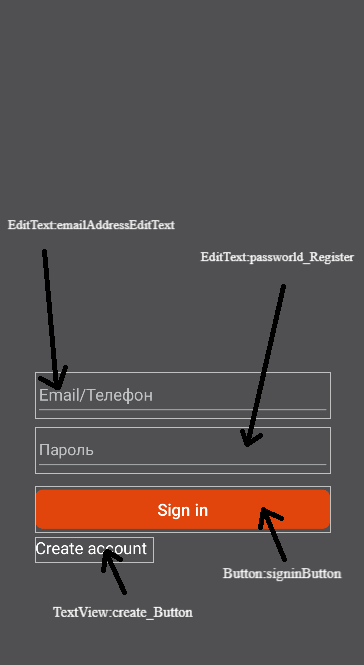 EditText:emailAddressEditText
EditText:passworld_Register
Email/Телефон
Пароль
Sign in
Create account
Button:signinButton
TextView:create_Button